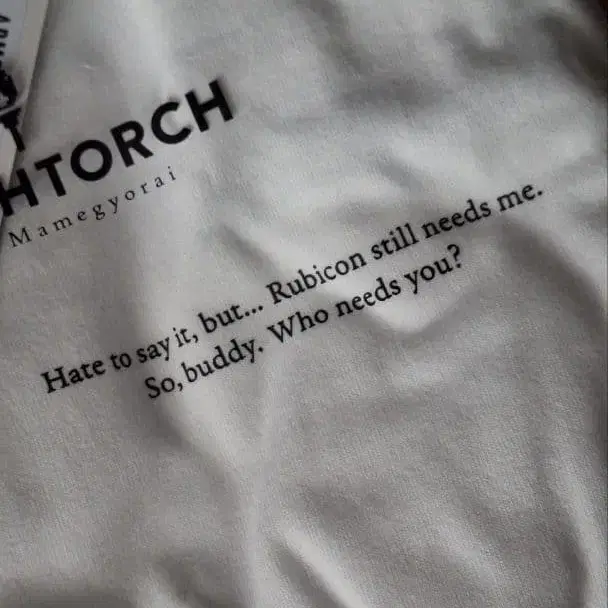 HTORCH
Mamegyorai
Hate to say it, but... Rubicon still needs me.
So, buddy. Who needs you?